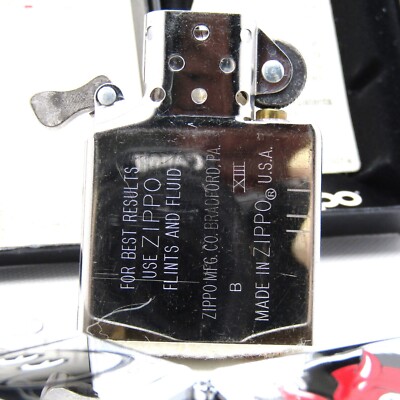 FOR BEST RESULTS
USE ZIPPO
FLINTS AND FLUID
ZIPPO MFG. CO. BRADFORD, PA.
B XIII
MADE IN ZIPPO® U.S.A.